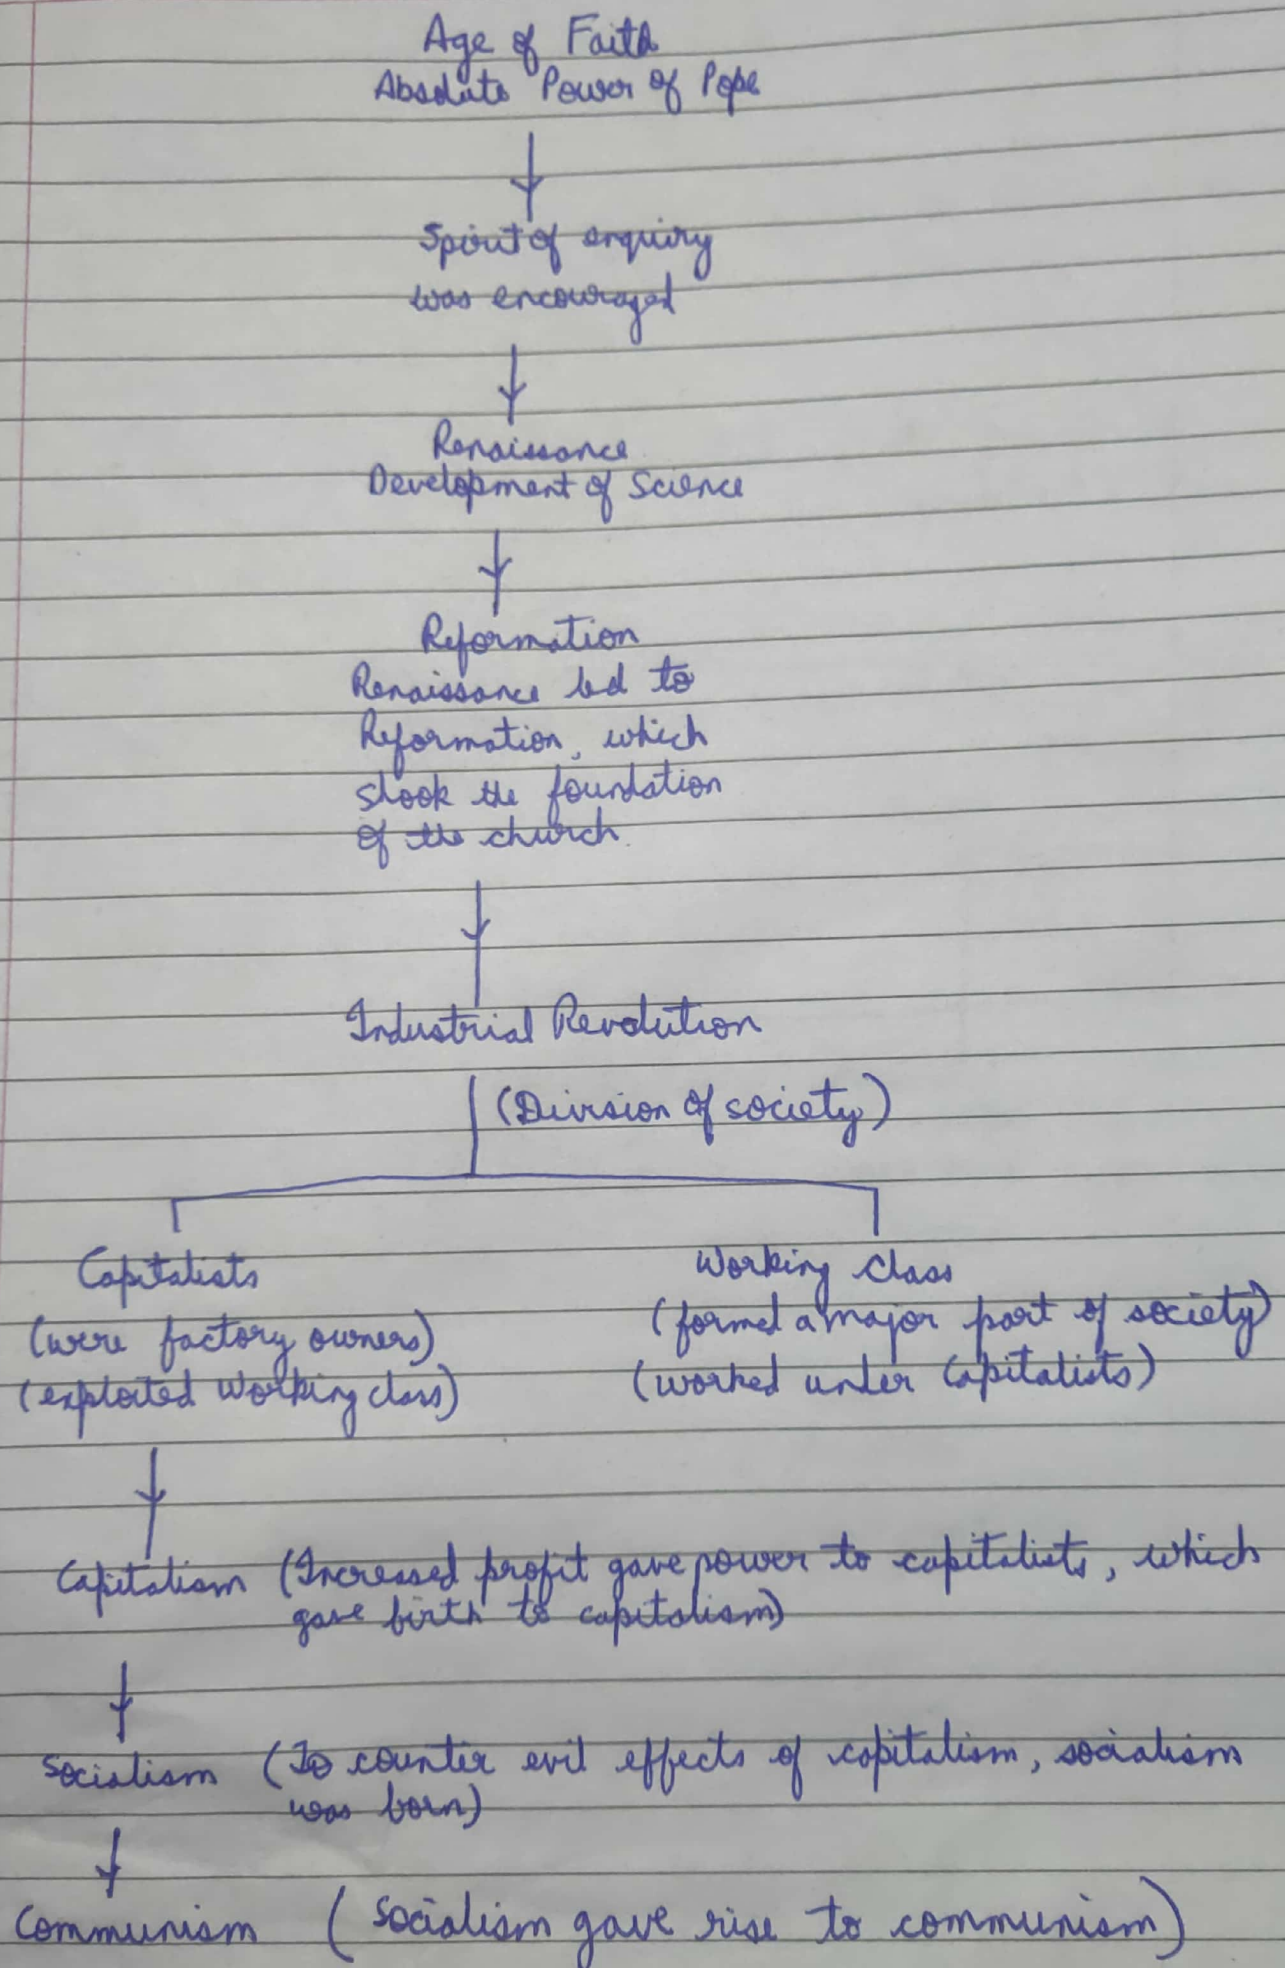 Age of Faith
Absolute Power of Pope
Spirit of enquiry
was encouraged
Renaissance
Development of Science
Reformation
Renaissance led to
Reformation, which
shook the foundation
of the church.
Industrial Revolution
(Division of society)
Capitalists
(were factory owners)
(exploited working class)
Working class
(formed a major part of society)
(worked under capitalists)
Capitalism (Increased profit gave power to capitalists, which
gave birth to capitalism)
Socialism (To counter evil effects of capitalism, socialism
was born)
Communism (Socialism gave rise to communism)